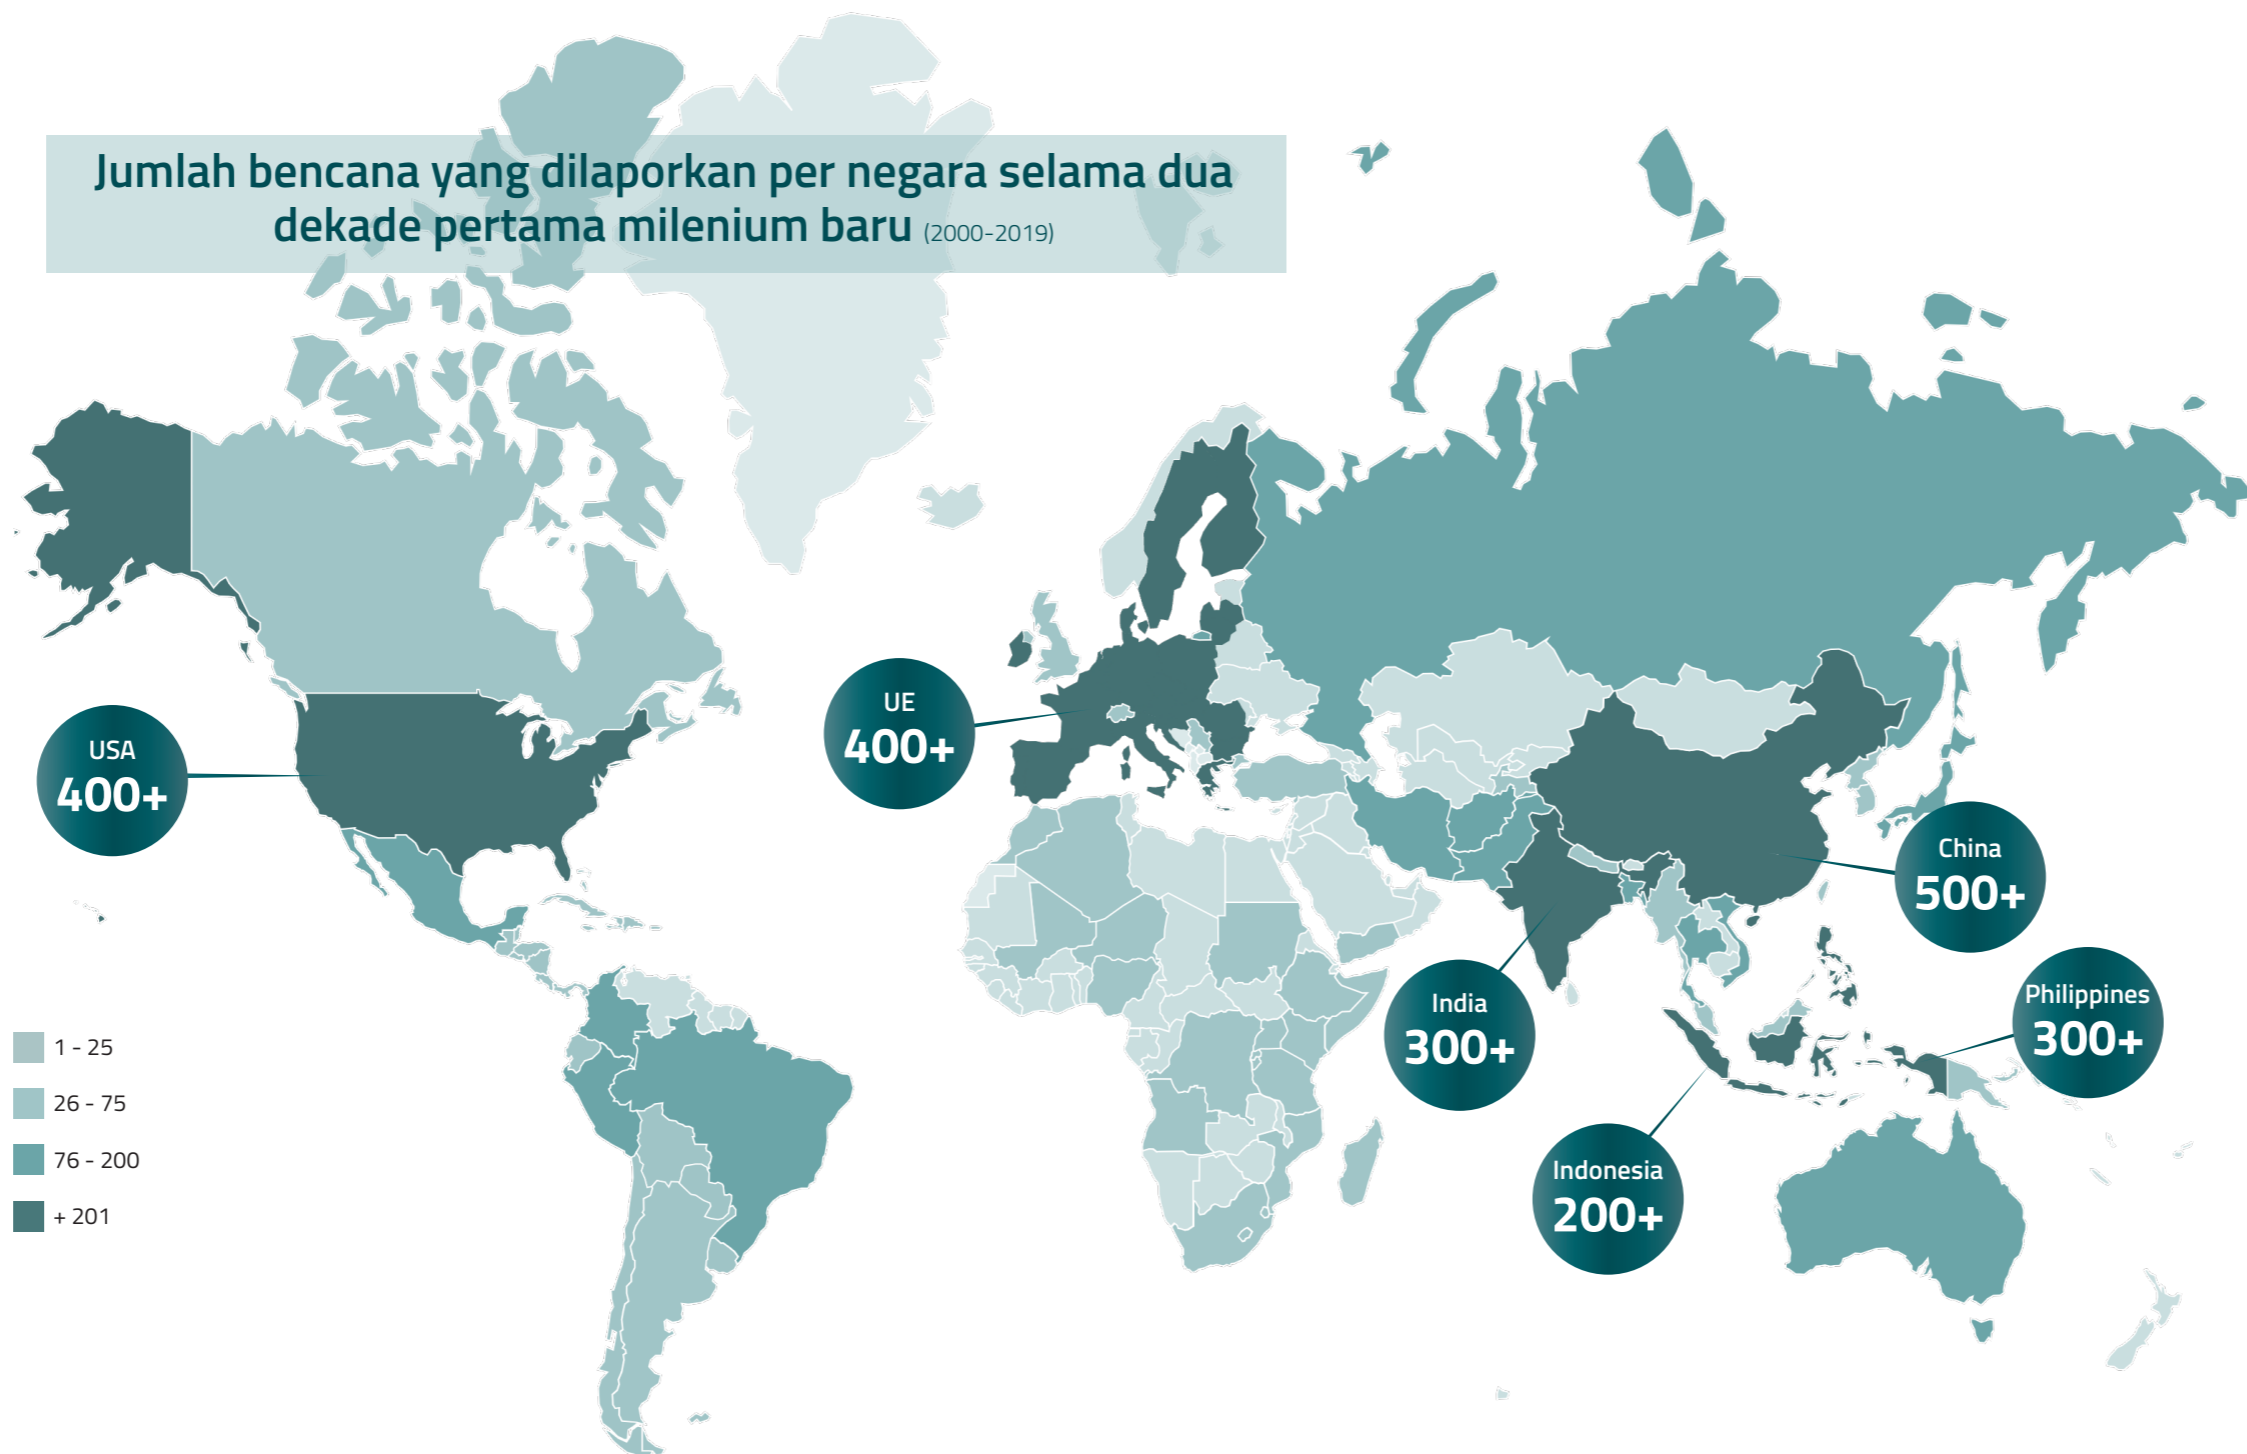 Jumlah bencana yang dilaporkan per negara selama dua
dekade pertama milenium baru (2000-2019)
USA
400+
UE
400+
China
500+
India
300+
Philippines
300+
Indonesia
200+
1 - 25
26 - 75
76 - 200
+ 201